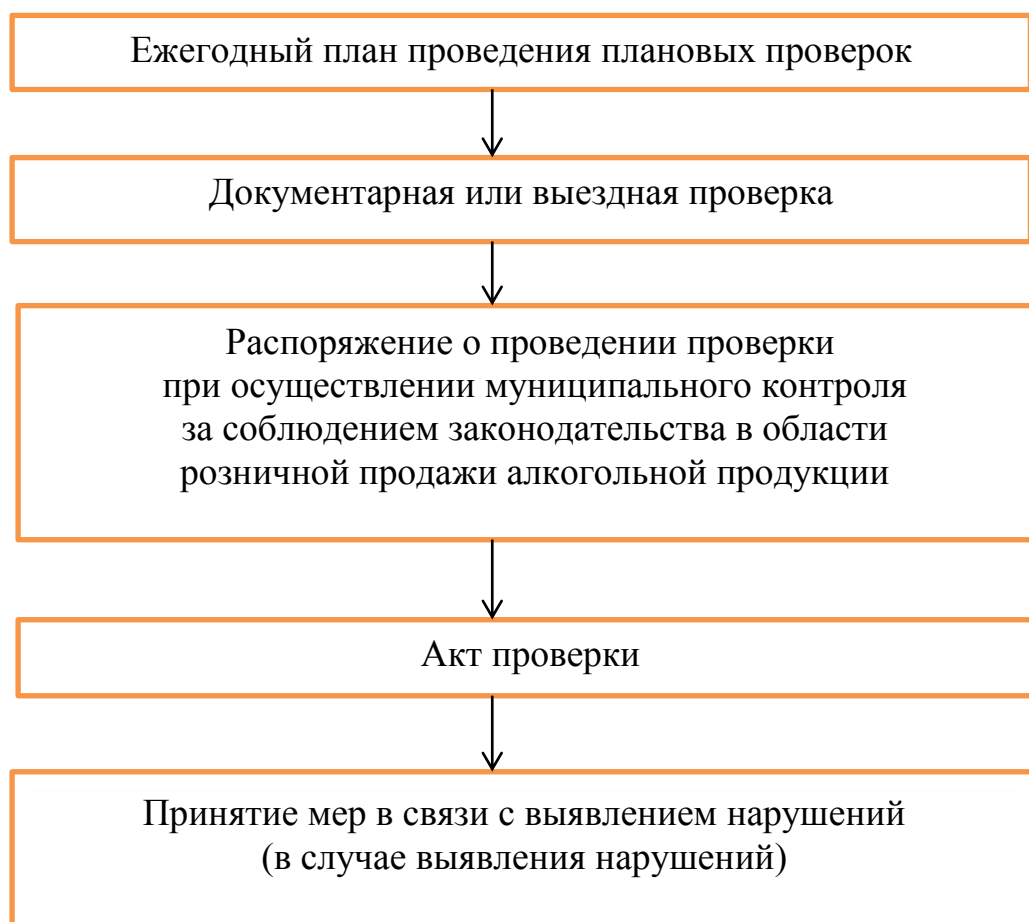 Ежегодный план проведения плановых проверок
Документарная или выездная проверка
Распоряжение о проведении проверки
при осуществлении муниципального контроля
за соблюдением законодательства в области
розничной продажи алкогольной продукции
Акт проверки
Принятие мер в связи с выявлением нарушений
(в случае выявления нарушений)